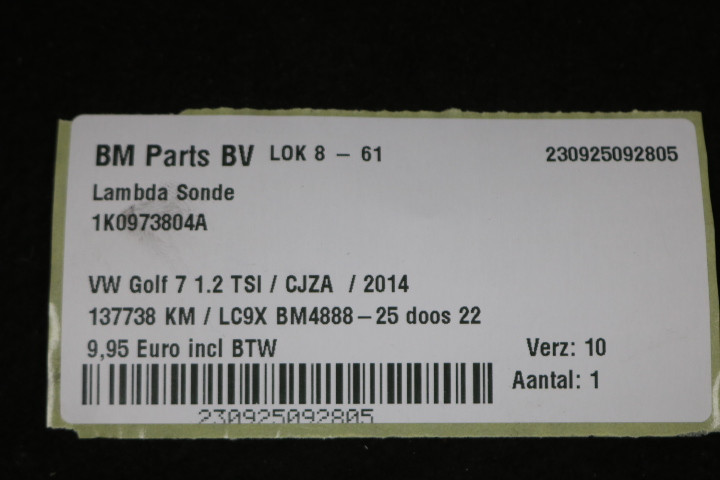 BM Parts BV LOK 8 - 61 230925092805
Lambda Sonde
1K0973804A
VW Golf 7 1.2 TSI / CJZA / 2014
137738 KM / LC9X BM4888-25 doos 22
9,95 Euro incl BTW Verz: 10
Aantal: 1
230925092805